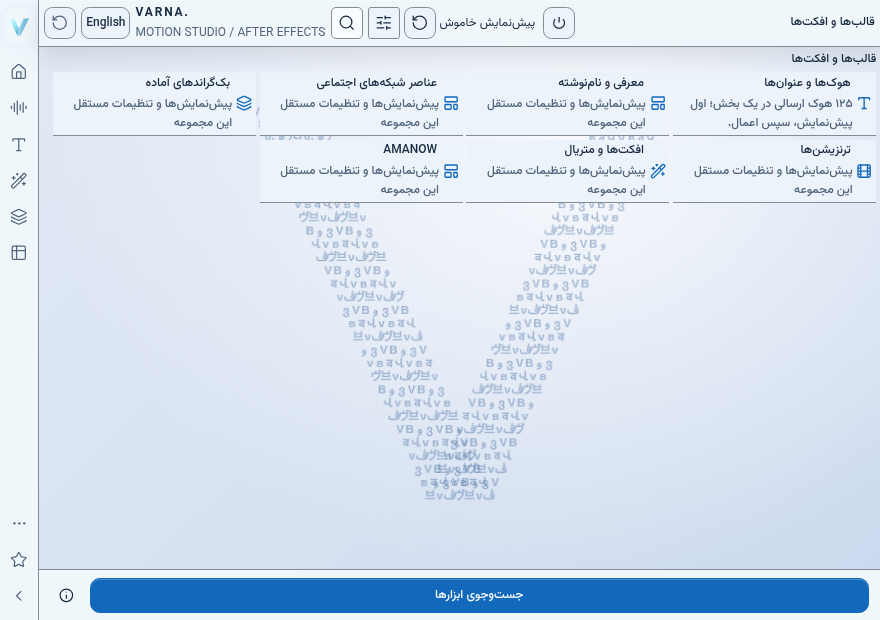 قالب‌ها و افکت‌ها
پیش‌نمایش خاموش
VARNA.
MOTION STUDIO / AFTER EFFECTS
English
قالب‌ها و افکت‌ها
هوک‌ها و عنوان‌ها
۱۲۵ هوک ارسالی در یک بخش؛ اول
پیش‌نمایش، سپس اعمال.
معرفی و نام‌نوشته
پیش‌نمایش‌ها و تنظیمات مستقل
این مجموعه
عناصر شبکه‌های اجتماعی
پیش‌نمایش‌ها و تنظیمات مستقل
این مجموعه
بک‌گراندهای آماده
پیش‌نمایش‌ها و تنظیمات مستقل
این مجموعه
ترنزیشن‌ها
پیش‌نمایش‌ها و تنظیمات مستقل
این مجموعه
افکت‌ها و متریال
پیش‌نمایش‌ها و تنظیمات مستقل
این مجموعه
AMANOW
پیش‌نمایش‌ها و تنظیمات مستقل
این مجموعه
جست‌وجوی ابزارها